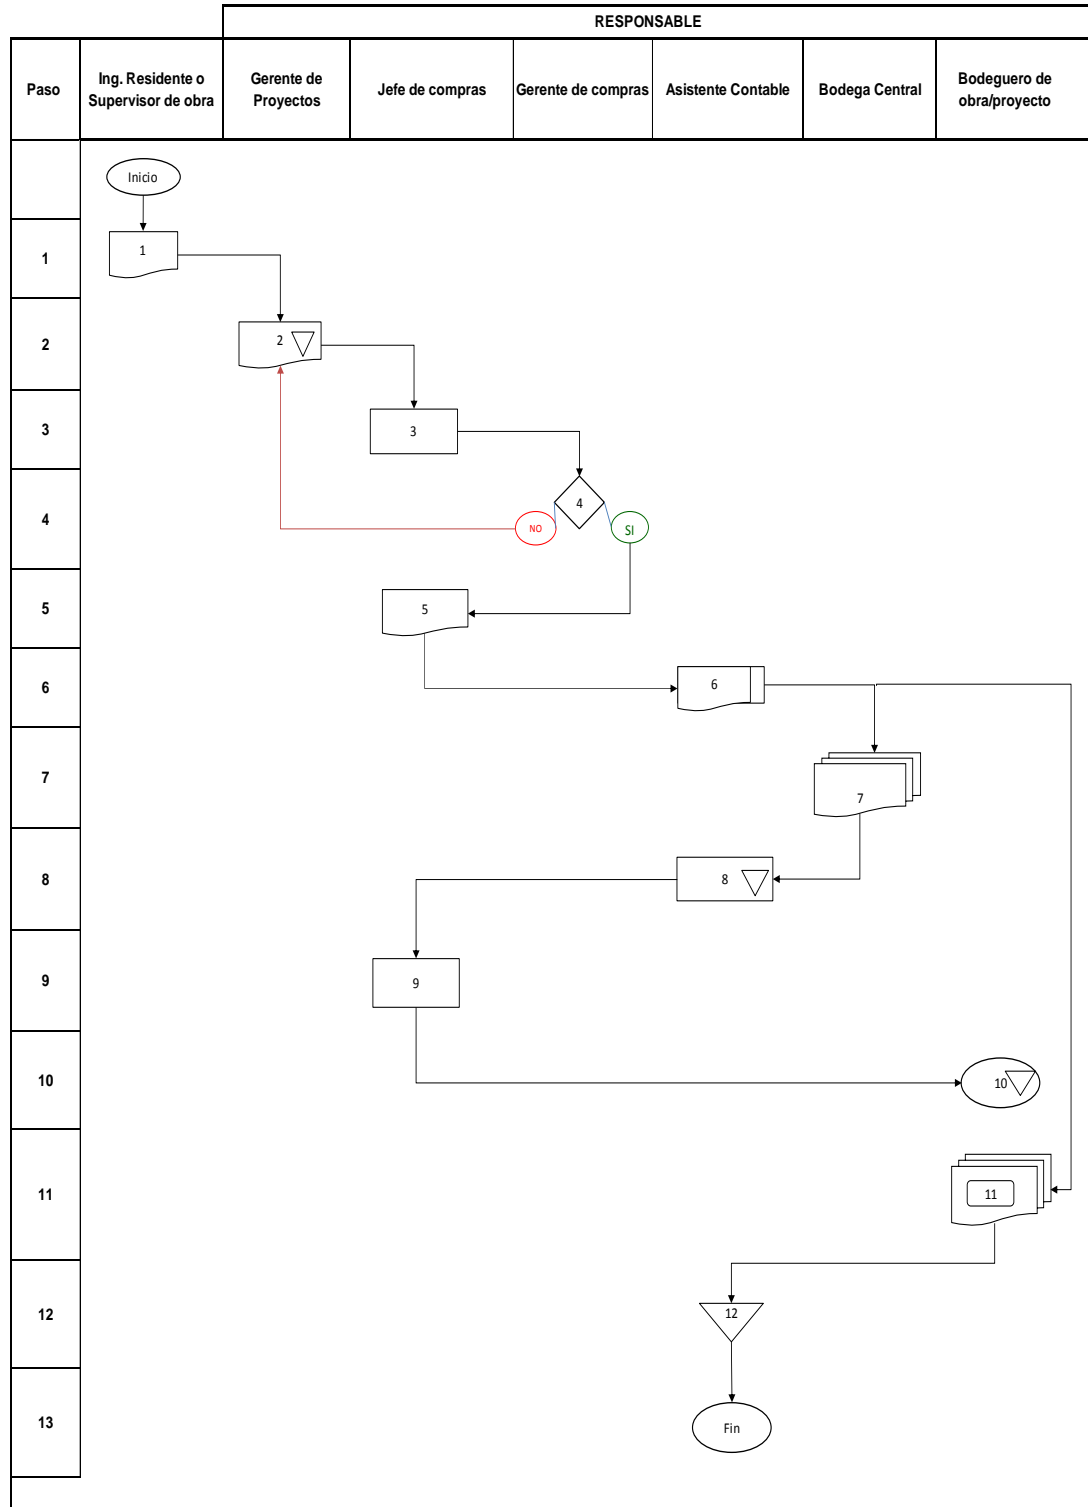 RESPONSABLE
Paso
Ing. Residente o
Supervisor de obra
Gerente de
Proyectos
Jefe de compras
Gerente de compras
Asistente Contable
Bodega Central
Bodeguero de
obra/proyecto
Inicio
1
1
2
2
3
3
4
4
NO
SI
5
5
6
6
7
7
8
8
9
9
10
10
11
11
12
12
13
Fin